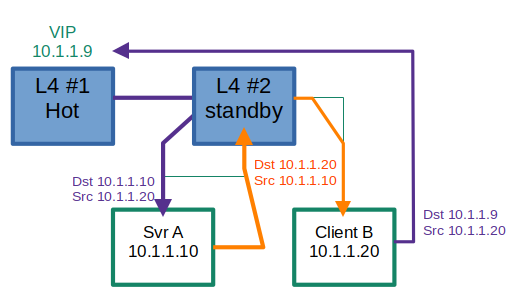 VIP
10.1.1.9
L4 #1
Hot
L4 #2
standby
Dst 10.1.1.20
Src 10.1.1.10
Dst 10.1.1.10
Src 10.1.1.20
Svr A
10.1.1.10
Client B
10.1.1.20
Dst 10.1.1.9
Src 10.1.1.20